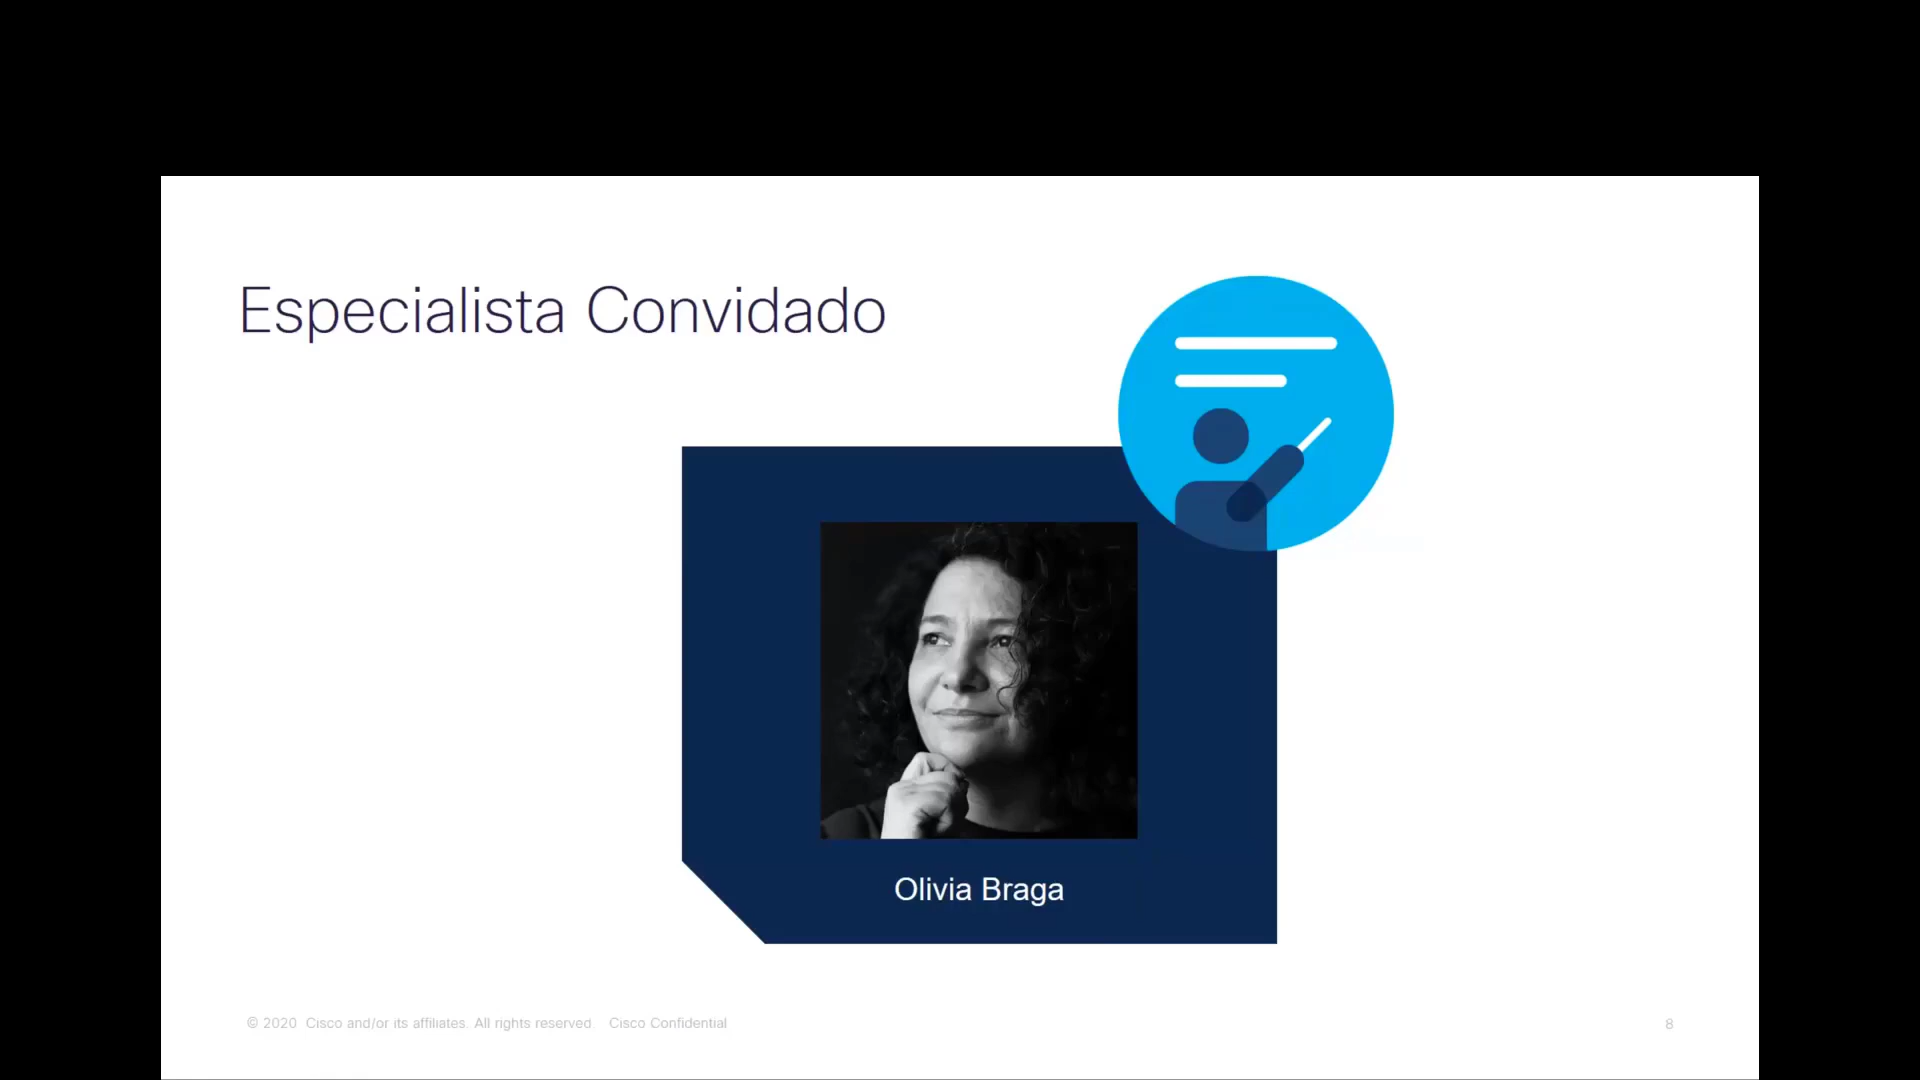 Especialista Convidado
Olivia Braga
© 2020 Cisco and/or its affiliates. All rights reserved. Cisco Confidential
8